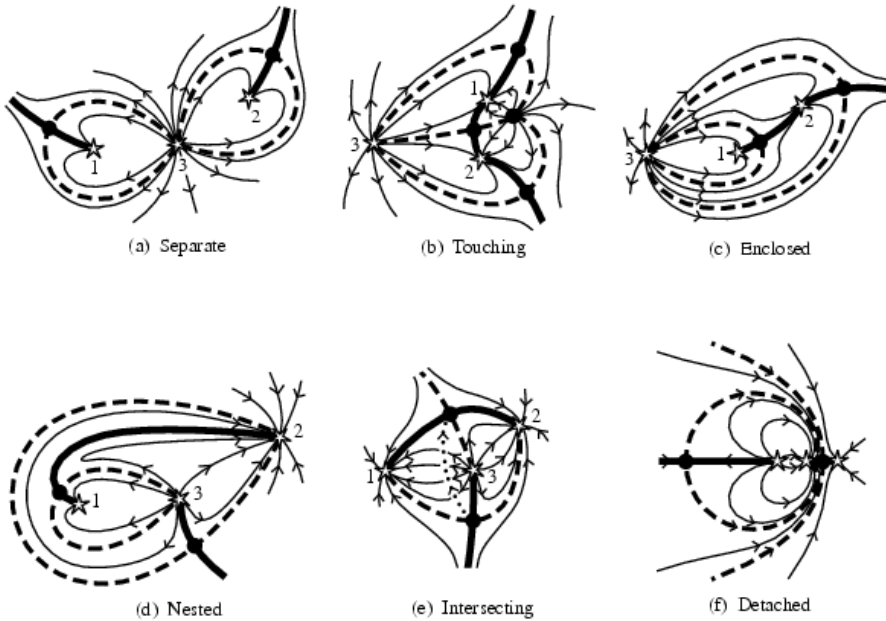 1
2
3
(a) Separate
1
3
2
(b) Touching
3
1
2
(c) Enclosed
2
1
3
(d) Nested
2
1
3
(e) Intersecting
(f) Detached